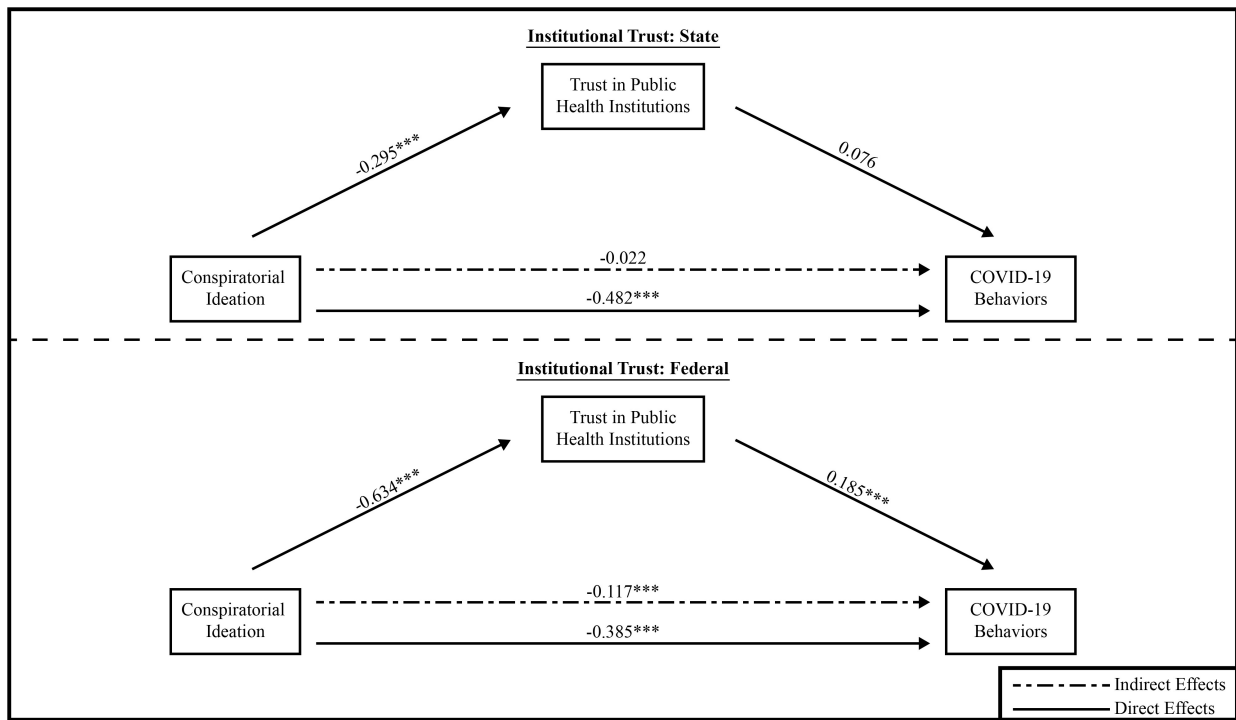 Institutional Trust: State
Trust in Public
Health Institutions
-0.295***
0.076
Conspiratorial
Ideation
-0.022
-0.482***
COVID-19
Behaviors
Institutional Trust: Federal
Trust in Public
Health Institutions
-0.634***
0.185***
Conspiratorial
Ideation
-0.117***
-0.385***
COVID-19
Behaviors
Indirect Effects
Direct Effects